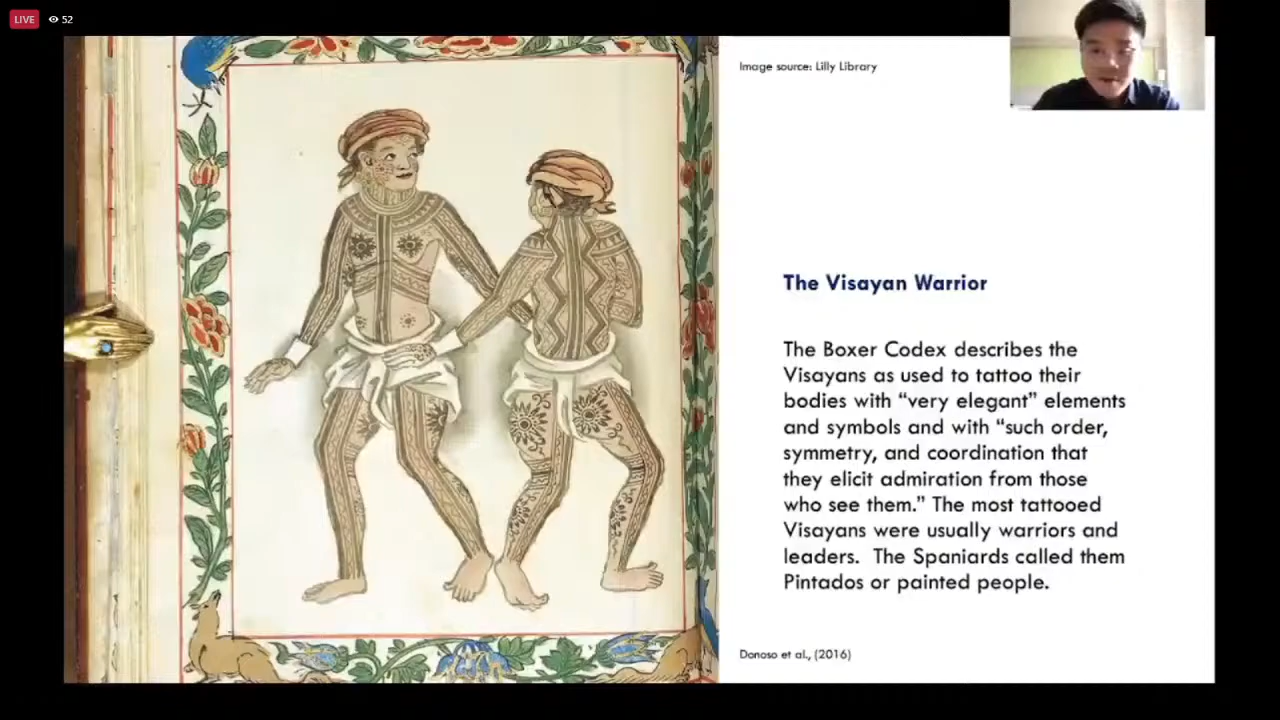 LIVE 52
Image source: Lilly Library
The Visayan Warrior
The Boxer Codex describes the
Visayans as used to tattoo their
bodies with “very elegant” elements
and symbols and with “such order,
symmetry, and coordination that
they elicit admiration from those
who see them.” The most tattooed
Visayans were usually warriors and
leaders.  The Spaniards called them
Pintados or painted people.
Donoso et al., (2016)